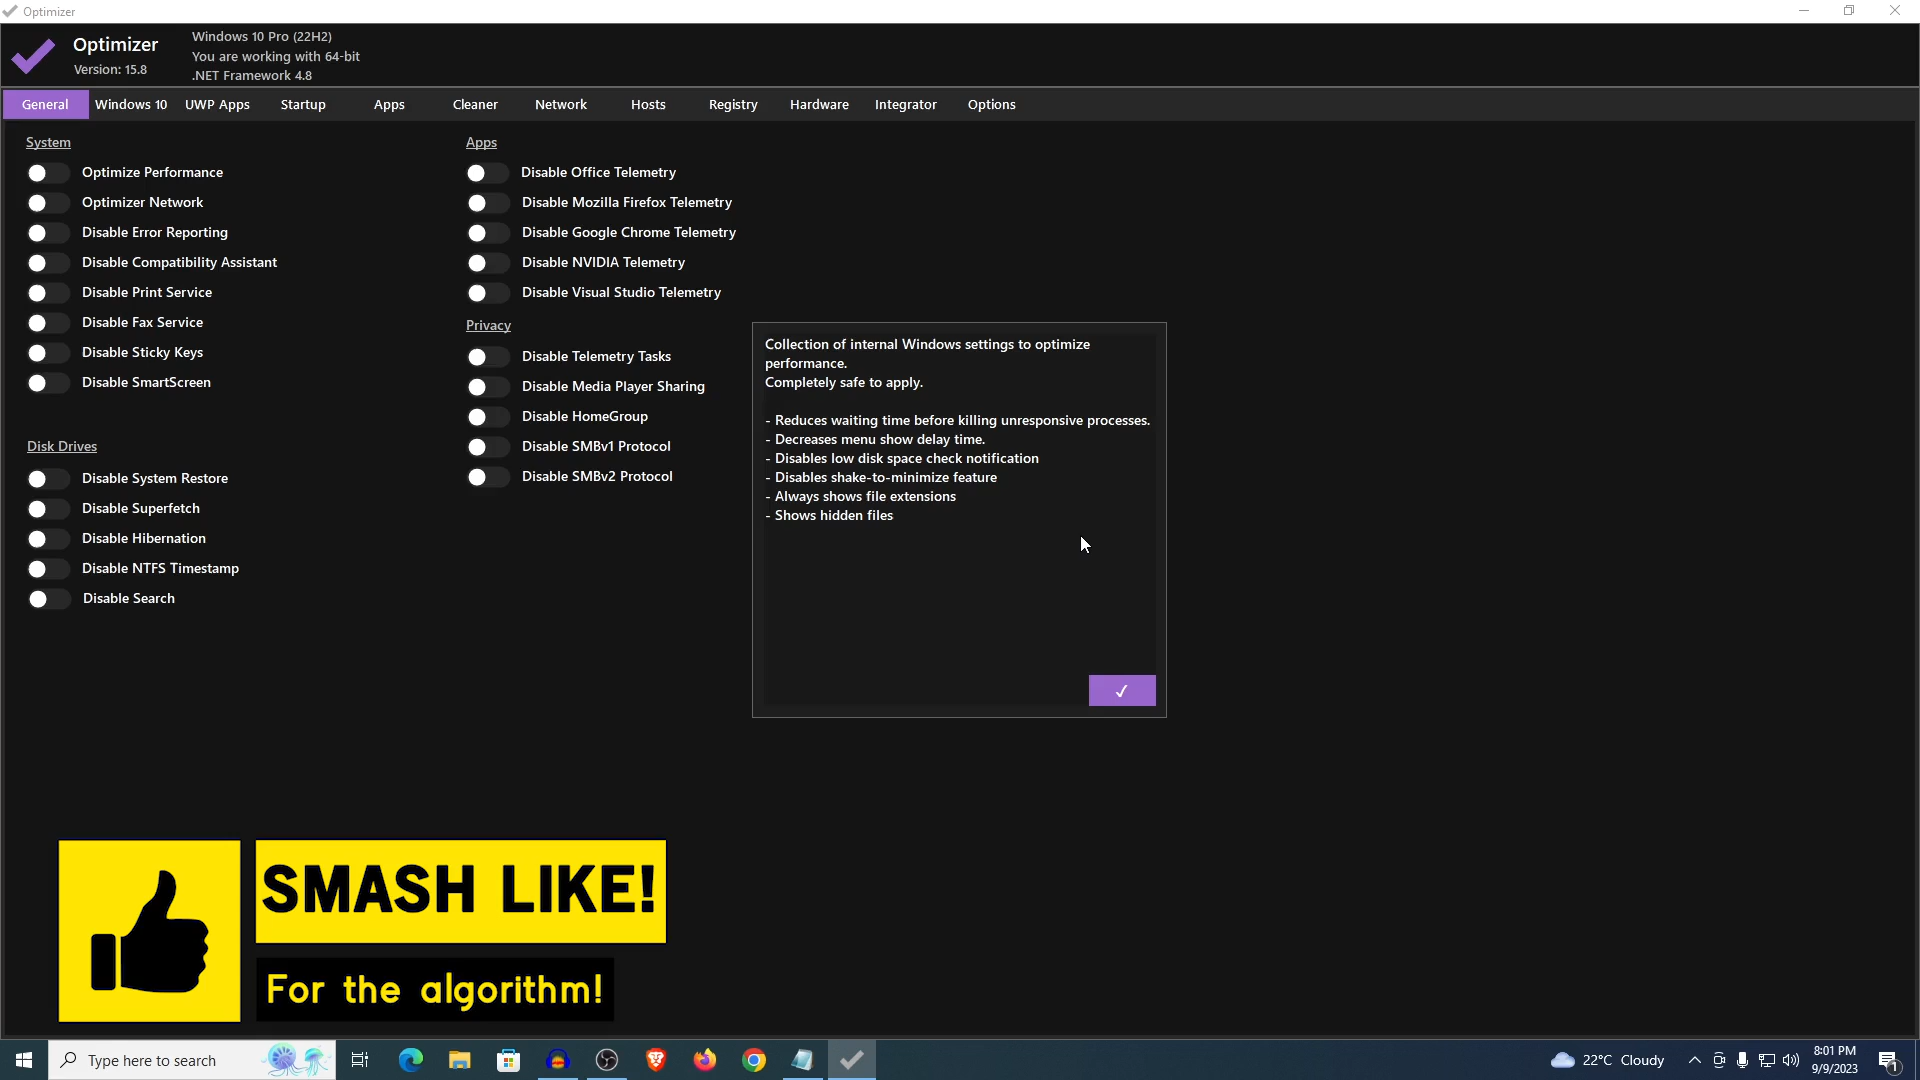 Optimizer
Optimizer
Version: 15.8
Windows 10 Pro (22H2)
You are working with 64-bit
.NET Framework 4.8
General Windows 10 UWP Apps Startup Apps Cleaner Network Hosts Registry Hardware Integrator Options
System
Optimize Performance
Optimizer Network
Disable Error Reporting
Disable Compatibility Assistant
Disable Print Service
Disable Fax Service
Disable Sticky Keys
Disable SmartScreen
Disk Drives
Disable System Restore
Disable Superfetch
Disable Hibernation
Disable NTFS Timestamp
Disable Search
Apps
Disable Office Telemetry
Disable Mozilla Firefox Telemetry
Disable Google Chrome Telemetry
Disable NVIDIA Telemetry
Disable Visual Studio Telemetry
Privacy
Disable Telemetry Tasks
Disable Media Player Sharing
Disable HomeGroup
Disable SMBv1 Protocol
Disable SMBv2 Protocol
Collection of internal Windows settings to optimize
performance.
Completely safe to apply.
- Reduces waiting time before killing unresponsive processes.
- Decreases menu show delay time.
- Disables low disk space check notification
- Disables shake-to-minimize feature
- Always shows file extensions
- Shows hidden files
SMASH LIKE!
For the algorithm!
Type here to search
22°C Cloudy
8:01 PM
9/9/2023
1